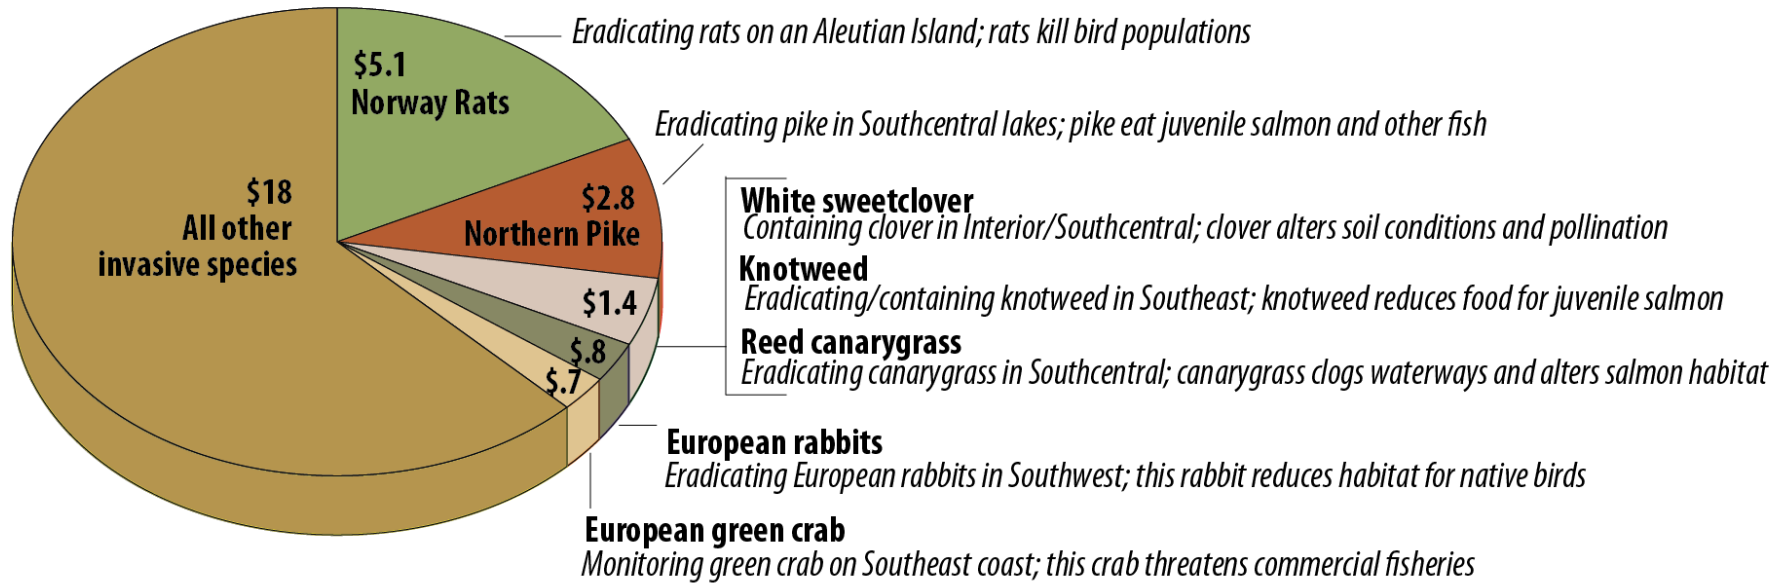 $5.1
Norway Rats
Eradicating rats on an Aleutian Island; rats kill bird populations
$2.8
Northern Pike
Eradicating pike in Southcentral lakes; pike eat juvenile salmon and other fish
$1.4
White sweetclover
Containing clover in Interior/Southcentral; clover alters soil conditions and pollination
Knotweed
Eradicating/containing knotweed in Southeast; knotweed reduces food for juvenile salmon
Reed canarygrass
Eradicating canarygrass in Southcentral; canarygrass clogs waterways and alters salmon habitat
$.8
European rabbits
Eradicating European rabbits in Southwest; this rabbit reduces habitat for native birds
$.7
European green crab
Monitoring green crab on Southeast coast; this crab threatens commercial fisheries
$18
All other
invasive species